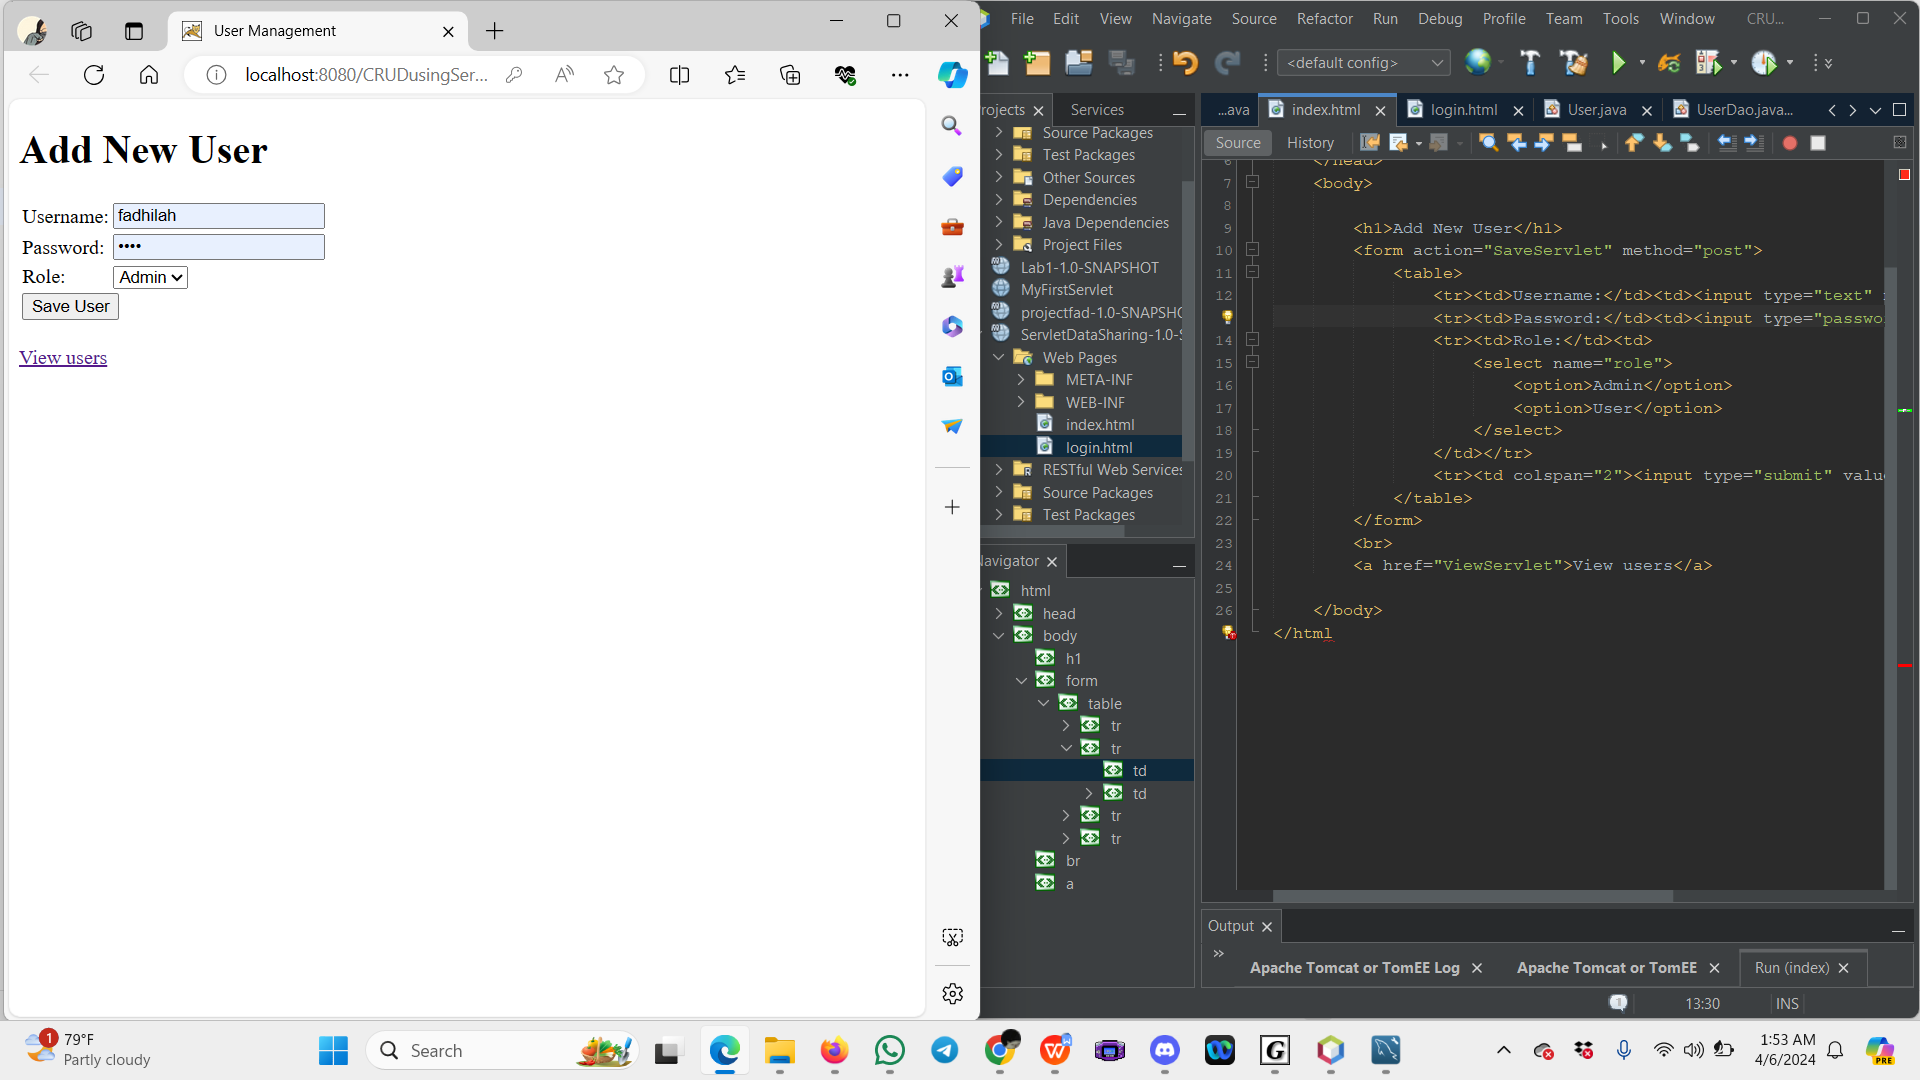 User Management
localhost:8080/CRUDusingSer...
Add New User
Username: fadhilah
Password: ••••
Role: Admin
Save User
View users
File Edit View Navigate Source Refactor Run Debug Profile Team Tools Window CRU...
<default config>
rojects Services
Source Packages
Test Packages
Other Sources
Dependencies
Java Dependencies
Project Files
Lab1-1.0-SNAPSHOT
MyFirstServlet
projectfad-1.0-SNAPSHO
ServletDataSharing-1.0-S
Web Pages
META-INF
WEB-INF
index.html
login.html
RESTful Web Services
Source Packages
Test Packages
Navigator
html
head
body
h1
form
table
tr
tr
td
td
tr
tr
br
a
...ava index.html login.html User.java UserDao.java...
Source History
6 </head>
7 <body>
8
9 <h1>Add New User</h1>
10 <form action="SaveServlet" method="post">
11 <table>
12 <tr><td>Username:</td><td><input type="text"
<tr><td>Password:</td><td><input type="passwo
14 <tr><td>Role:</td><td>
15 <select name="role">
16 <option>Admin</option>
17 <option>User</option>
18 </select>
19 </td></tr>
20 <tr><td colspan="2"><input type="submit" valu
21 </table>
22 </form>
23 <br>
24 <a href="ViewServlet">View users</a>
25
26 </body>
</html
Output
Apache Tomcat or TomEE Log Apache Tomcat or TomEE Run (index)
1 13:30 INS
1 79°F
Partly cloudy
Search
1:53 AM
4/6/2024
PRE